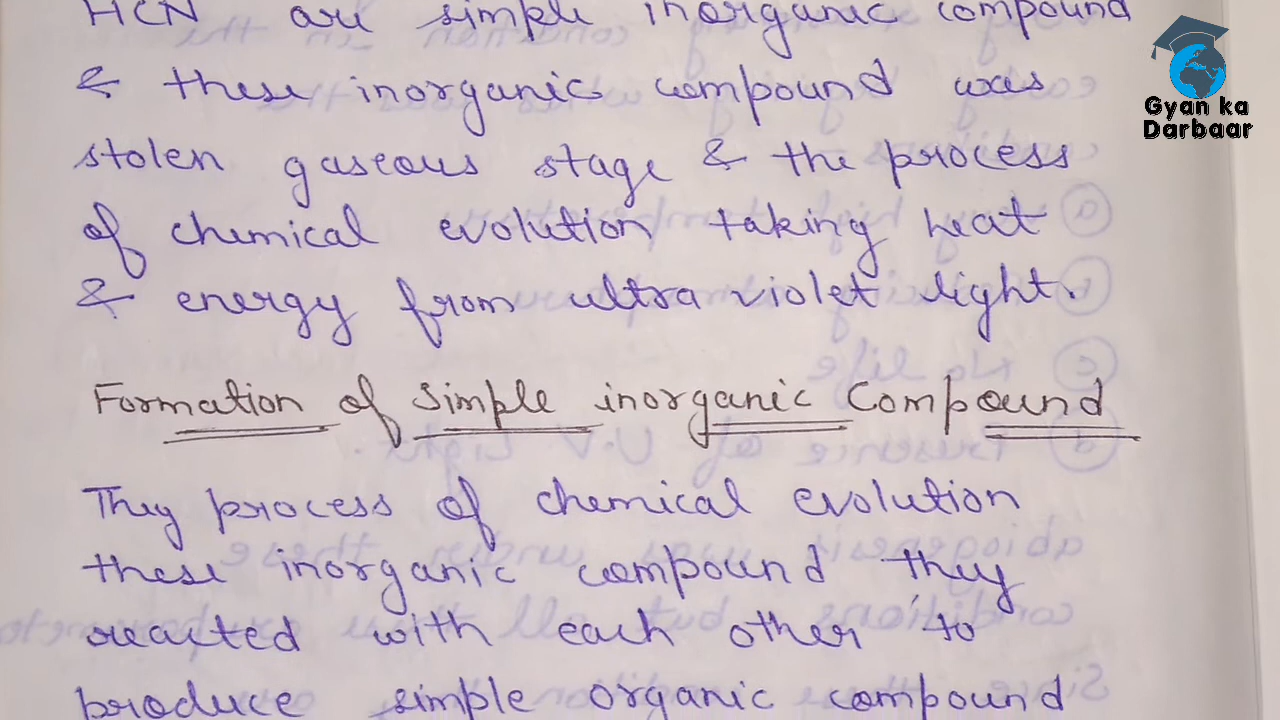 HCN are simple inorganic compound
& these inorganics compound was
stolen gaseous stage & the process
of chemical evolution taking heat
& energy from ultra violet light.
Formation of simple inorganic Compound
They process of chemical evolution
these inorganic compound they
reacted with each other to
produce simple organic compound
Gyan ka
Darbaar